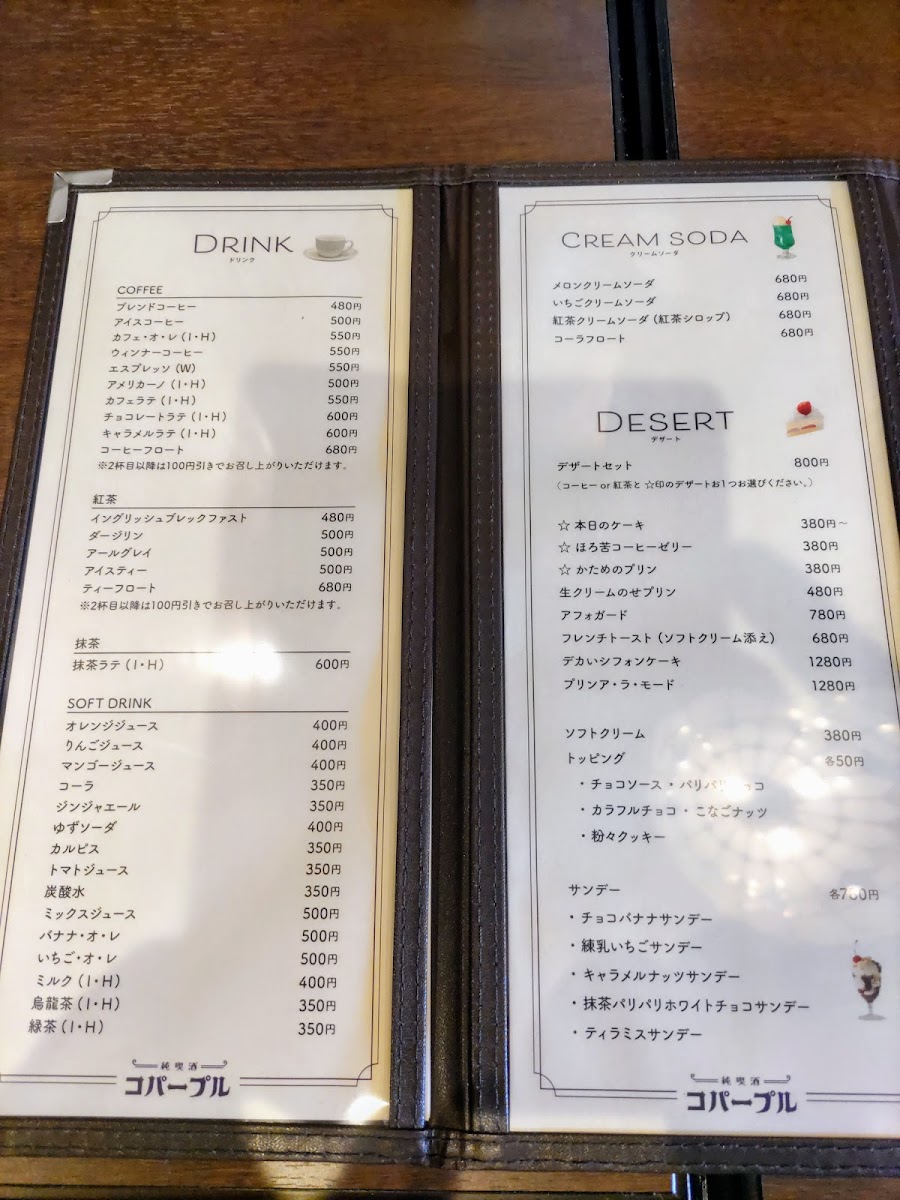 DRINK
ドリンク
COFFEE
ブレンドコーヒー 480円
アイスコーヒー 500円
カフェ・オ・レ (I・H) 550円
ウィンナーコーヒー 550円
エスプレッソ (W) 550円
アメリカーノ (I・H) 500円
カフェラテ (I・H) 550円
チョコレートラテ (I・H) 600円
キャラメルラテ (I・H) 600円
コーヒーフロート 680円
※2杯目以降は100円引きでお召し上がりいただけます。
紅茶
イングリッシュブレックファスト 480円
ダージリン 500円
アールグレイ 500円
アイスティー 500円
ティーフロート 680円
※2杯目以降は100円引きでお召し上がりいただけます。
抹茶
抹茶ラテ (I・H) 600円
SOFT DRINK
オレンジジュース 400円
りんごジュース 400円
マンゴージュース 400円
コーラ 350円
ジンジャエール 350円
ゆずソーダ 400円
カルピス 350円
トマトジュース 350円
炭酸水 350円
ミックスジュース 500円
バナナ・オ・レ 500円
いちご・オ・レ 500円
ミルク (I・H) 400円
烏龍茶 (I・H) 350円
緑茶 (I・H) 350円
純喫酒
コパープル
CREAM SODA
クリームソーダ
メロンクリームソーダ 680円
いちごクリームソーダ 680円
紅茶クリームソーダ (紅茶シロップ) 680円
コーラフロート 680円
DESERT
デザート
デザートセット 800円
(コーヒー or 紅茶と ☆印のデザートお1つお選びください。)
☆ 本日のケーキ 380円～
☆ ほろ苦コーヒーゼリー 380円
☆ かためのプリン 380円
生クリームのせプリン 480円
アフォガード 780円
フレンチトースト (ソフトクリーム添え) 680円
デカいシフォンケーキ 1280円
プリンア・ラ・モード 1280円
ソフトクリーム 380円
トッピング 各50円
・チョコソース ・パリパリチョコ
・カラフルチョコ ・こなごナッツ
・粉々クッキー
サンデー 各780円
・チョコバナナサンデー
・練乳いちごサンデー
・キャラメルナッツサンデー
・抹茶パリパリホワイトチョコサンデー
・ティラミスサンデー
純喫酒
コパープル